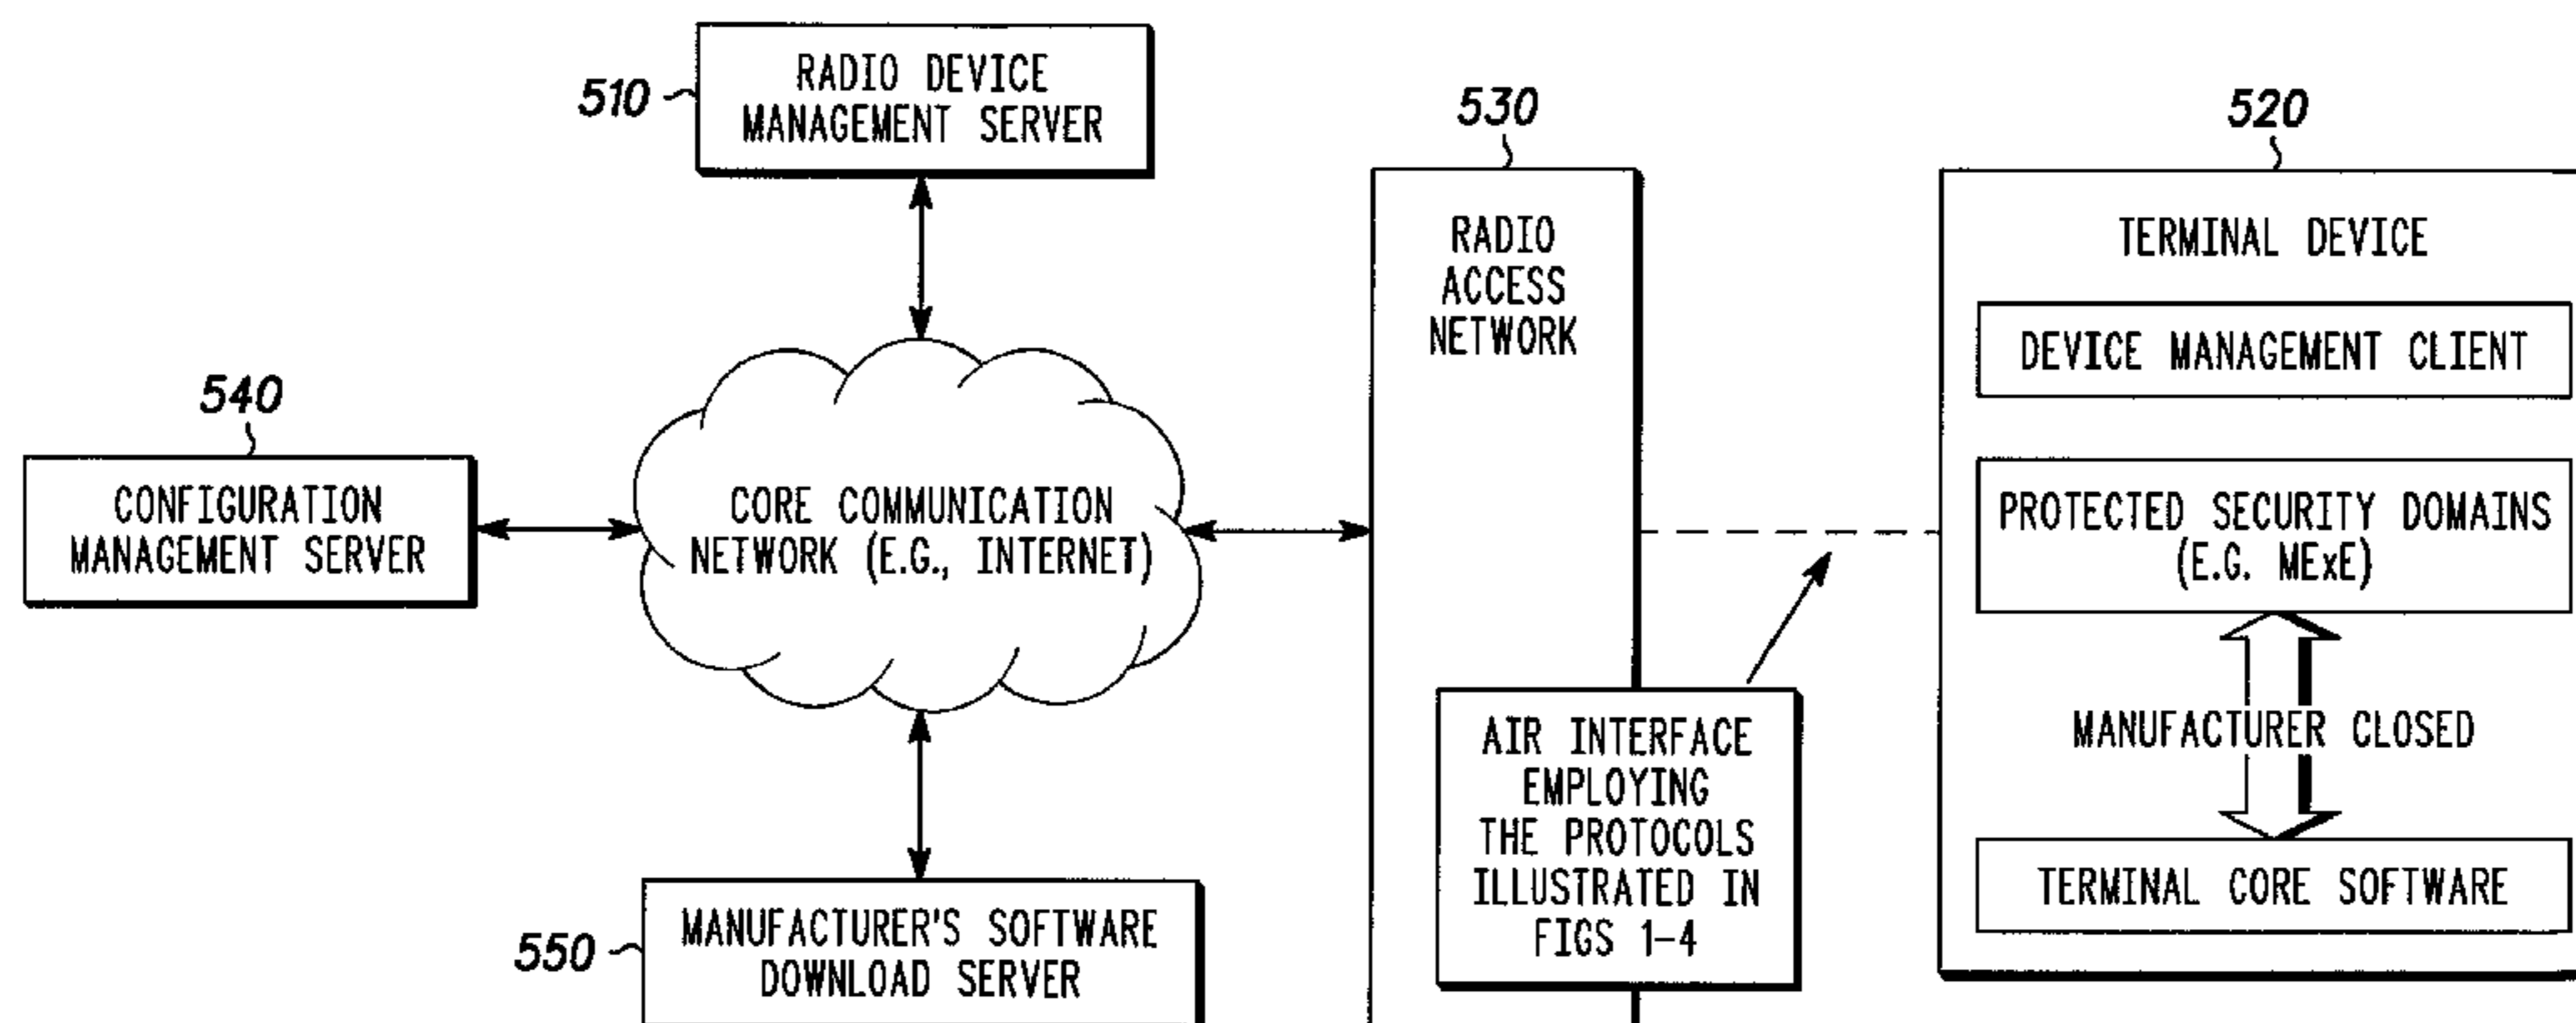 510
RADIO DEVICE
MANAGEMENT SERVER
530
520
540
CONFIGURATION
MANAGEMENT SERVER
CORE COMMUNICATION
NETWORK (E.G., INTERNET)
RADIO
ACCESS
NETWORK
TERMINAL DEVICE
DEVICE MANAGEMENT CLIENT
PROTECTED SECURITY DOMAINS
(E.G. MExE)
MANUFACTURER CLOSED
TERMINAL CORE SOFTWARE
AIR INTERFACE
EMPLOYING
THE PROTOCOLS
ILLUSTRATED IN
FIGS 1-4
550
MANUFACTURER'S SOFTWARE
DOWNLOAD SERVER